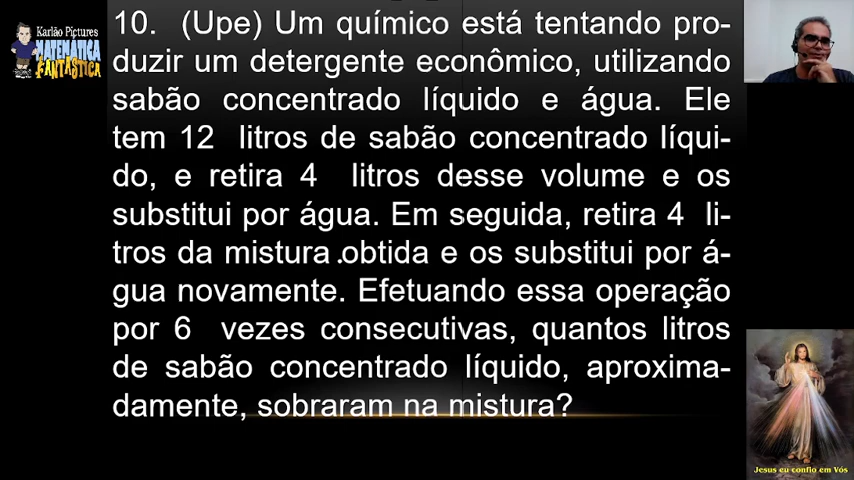 Karlão Pictures
MATEMÁTICA
FANTÁSTICA
10. (Upe) Um químico está tentando pro-
duzir um detergente econômico, utilizando
sabão concentrado líquido e água. Ele
tem 12 litros de sabão concentrado líqui-
do, e retira 4 litros desse volume e os
substitui por água. Em seguida, retira 4 li-
tros da mistura .obtida e os substitui por á-
gua novamente. Efetuando essa operação
por 6 vezes consecutivas, quantos litros
de sabão concentrado líquido, aproxima-
damente, sobraram na mistura?
Jesus eu confio em Vós